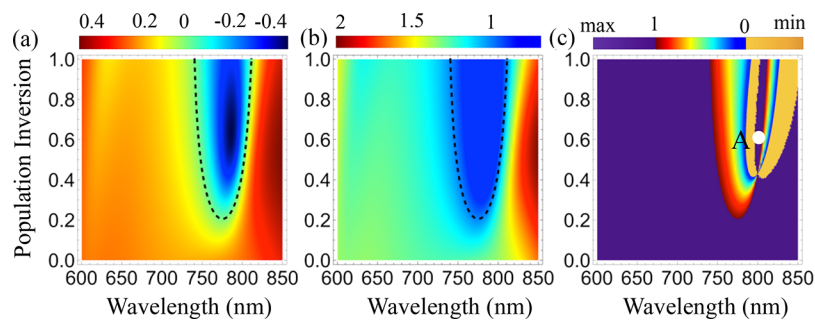 0.4 0.2 0 -0.2 -0.4
2 1.5 1
max 1 0 min
(a) (b) (c)
Population Inversion
1.0 1.0 1.0
0.8 0.8 0.8
0.6 0.6 0.6
A
0.4 0.4 0.4
0.2 0.2 0.2
0.0 0.0 0.0
600 650 700 750 800 850 600 650 700 750 800 850 600 650 700 750 800 850
Wavelength (nm) Wavelength (nm) Wavelength (nm)